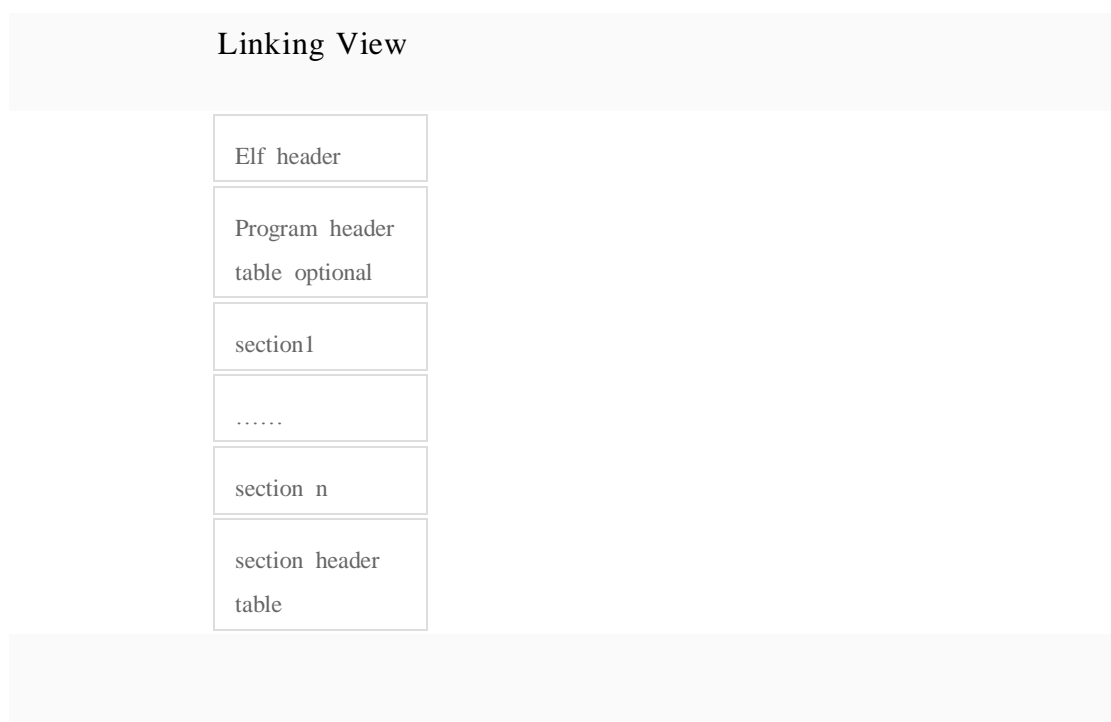 Linking View
Elf header
Program header
table optional
section1
……
section n
section header
table